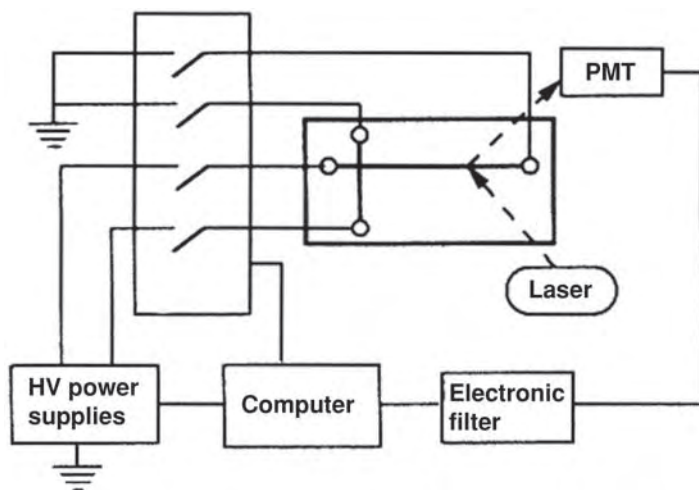 PMT
Laser
HV power
supplies
Computer
Electronic
filter